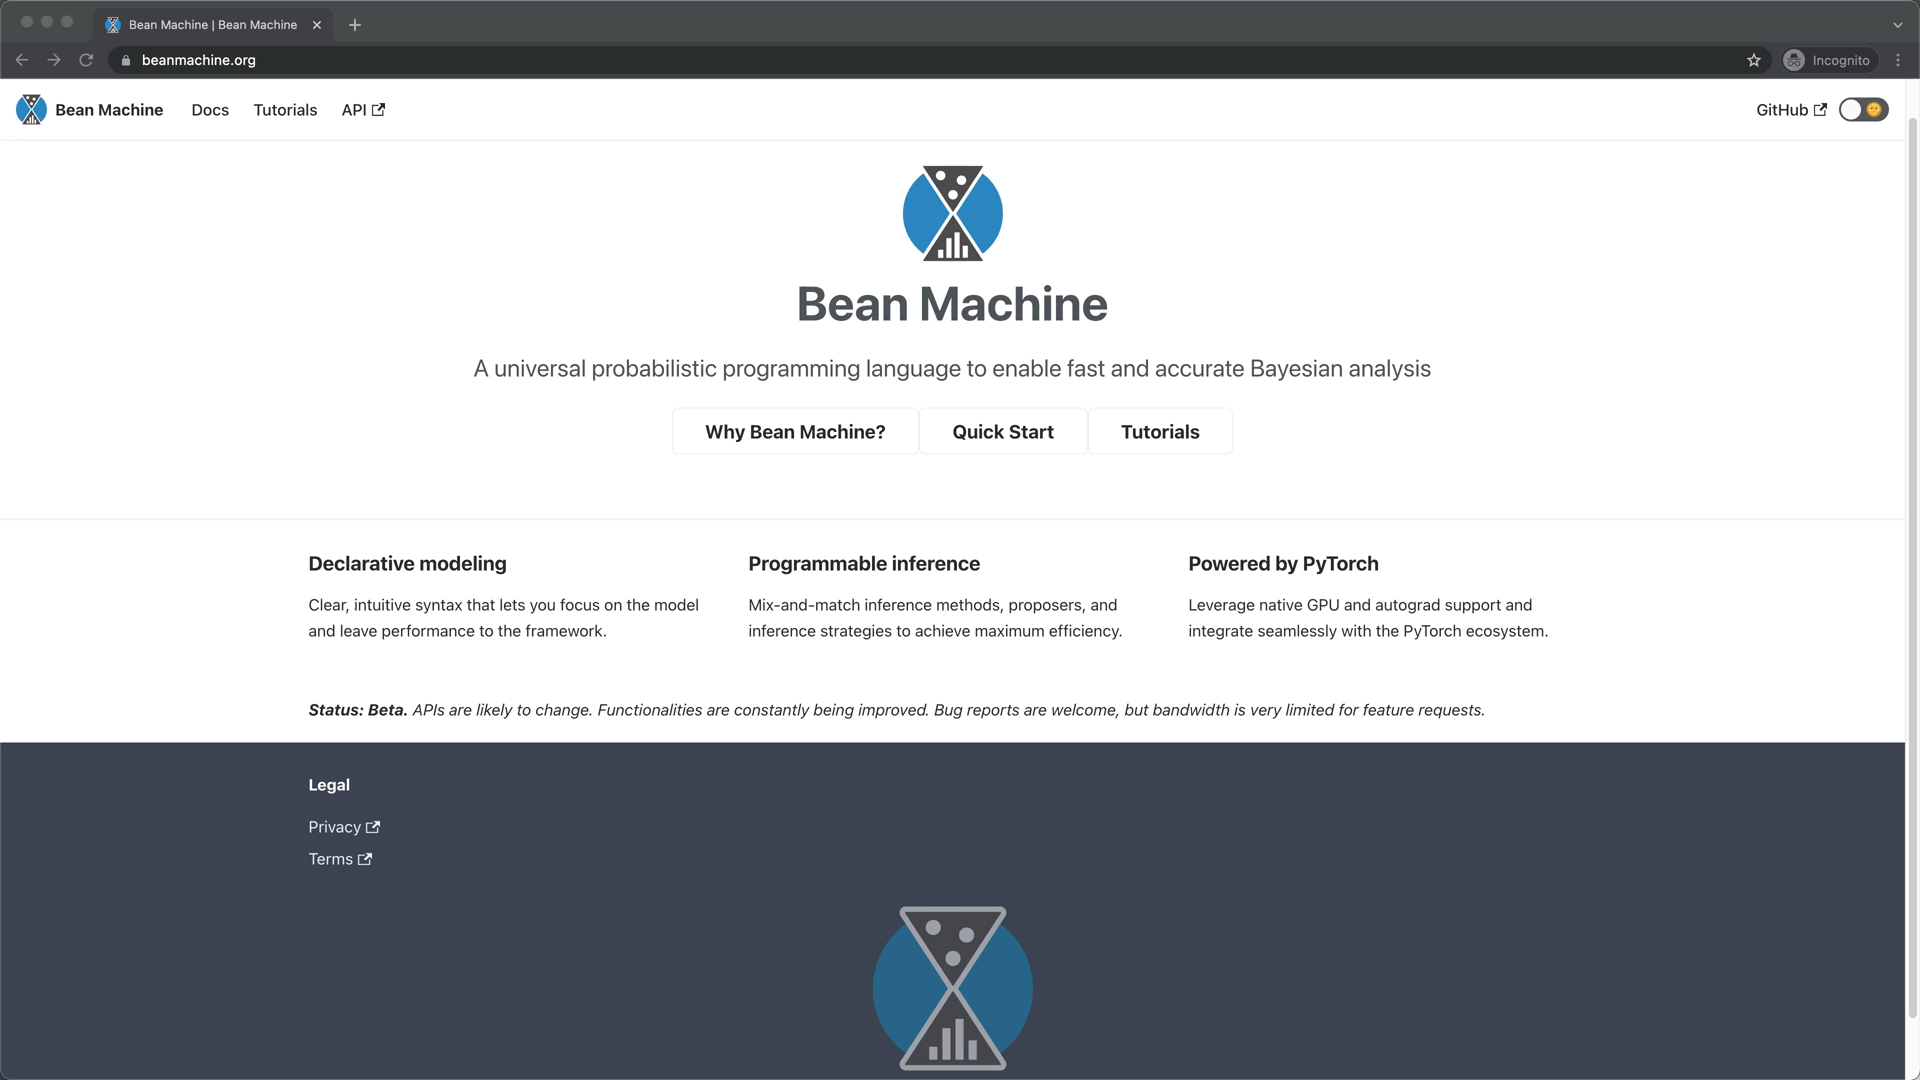 Bean Machine | Bean Machine
beanmachine.org
Incognito
Bean Machine
Docs
Tutorials
API
GitHub
Bean Machine
A universal probabilistic programming language to enable fast and accurate Bayesian analysis
Why Bean Machine?
Quick Start
Tutorials
Declarative modeling
Clear, intuitive syntax that lets you focus on the model
and leave performance to the framework.
Programmable inference
Mix-and-match inference methods, proposers, and
inference strategies to achieve maximum efficiency.
Powered by PyTorch
Leverage native GPU and autograd support and
integrate seamlessly with the PyTorch ecosystem.
Status: Beta. APIs are likely to change. Functionalities are constantly being improved. Bug reports are welcome, but bandwidth is very limited for feature requests.
Legal
Privacy
Terms